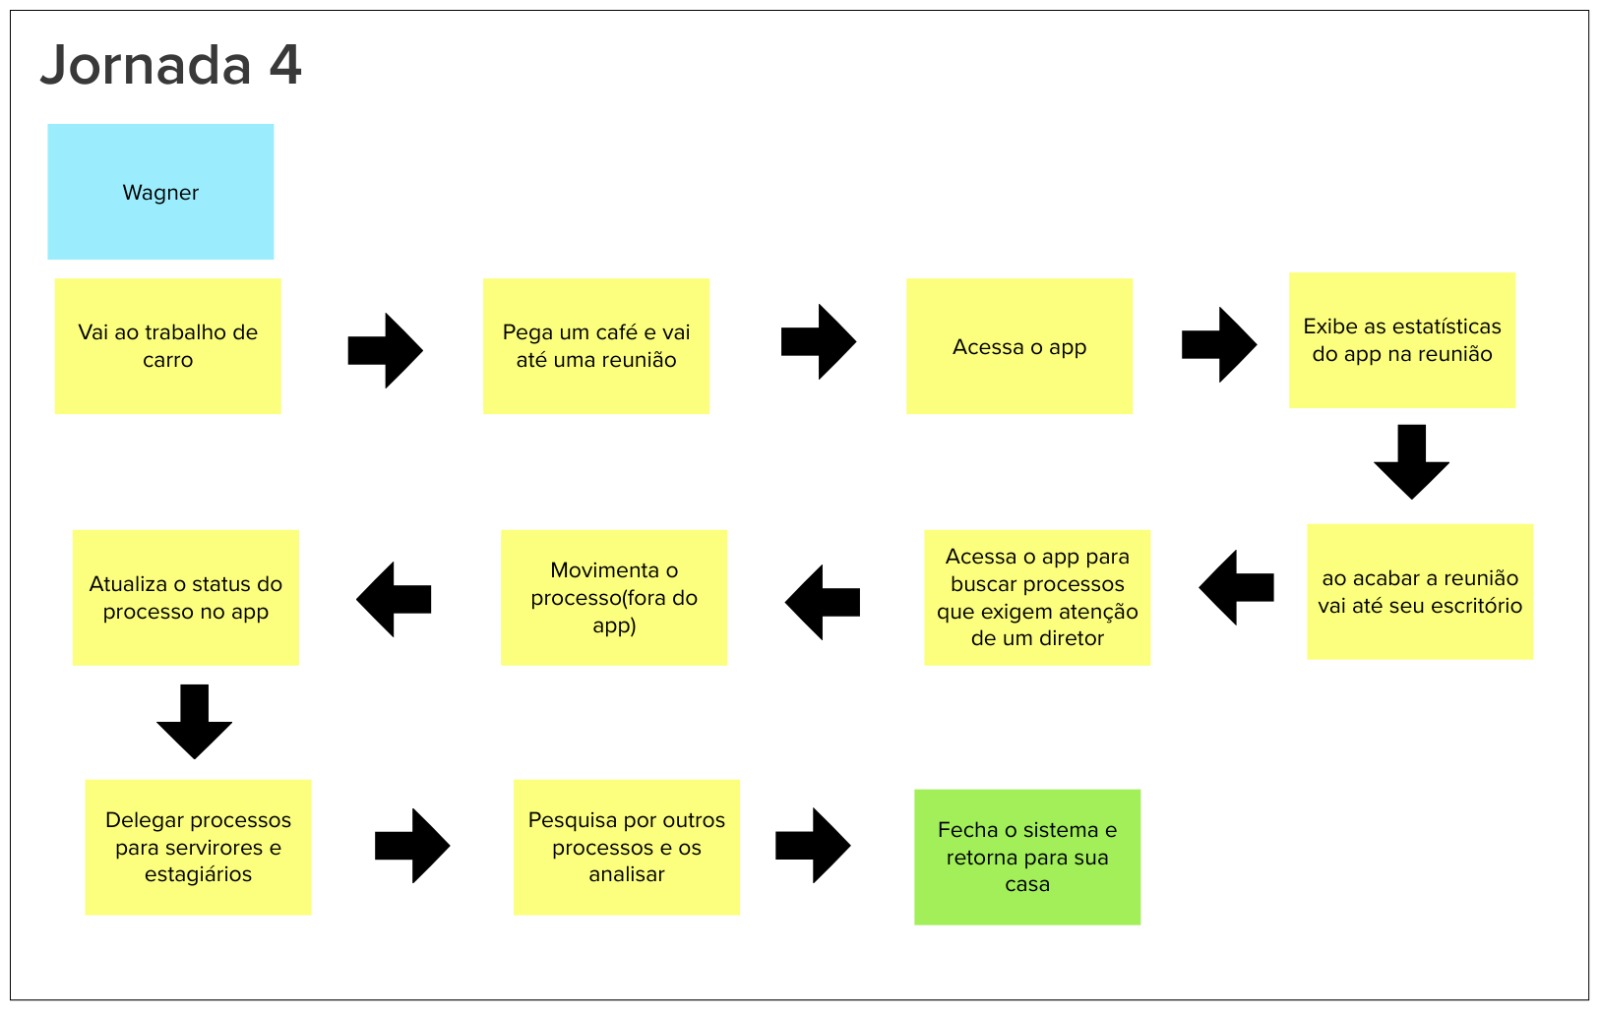 Jornada 4
Wagner
Vai ao trabalho de
carro
Pega um café e vai
até uma reunião
Acessa o app
Exibe as estatísticas
do app na reunião
ao acabar a reunião
vai até seu escritório
Acessa o app para
buscar processos
que exigem atenção
de um diretor
Movimenta o
processo(fora do
app)
Atualiza o status do
processo no app
Delegar processos
para servirores e
estagiários
Pesquisa por outros
processos e os
analisar
Fecha o sistema e
retorna para sua
casa